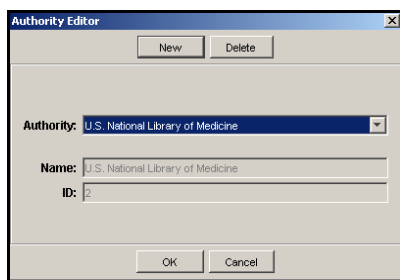 Authority Editor
New Delete
Authority: U.S. National Library of Medicine
Name: U.S. National Library of Medicine
ID: 2
OK Cancel